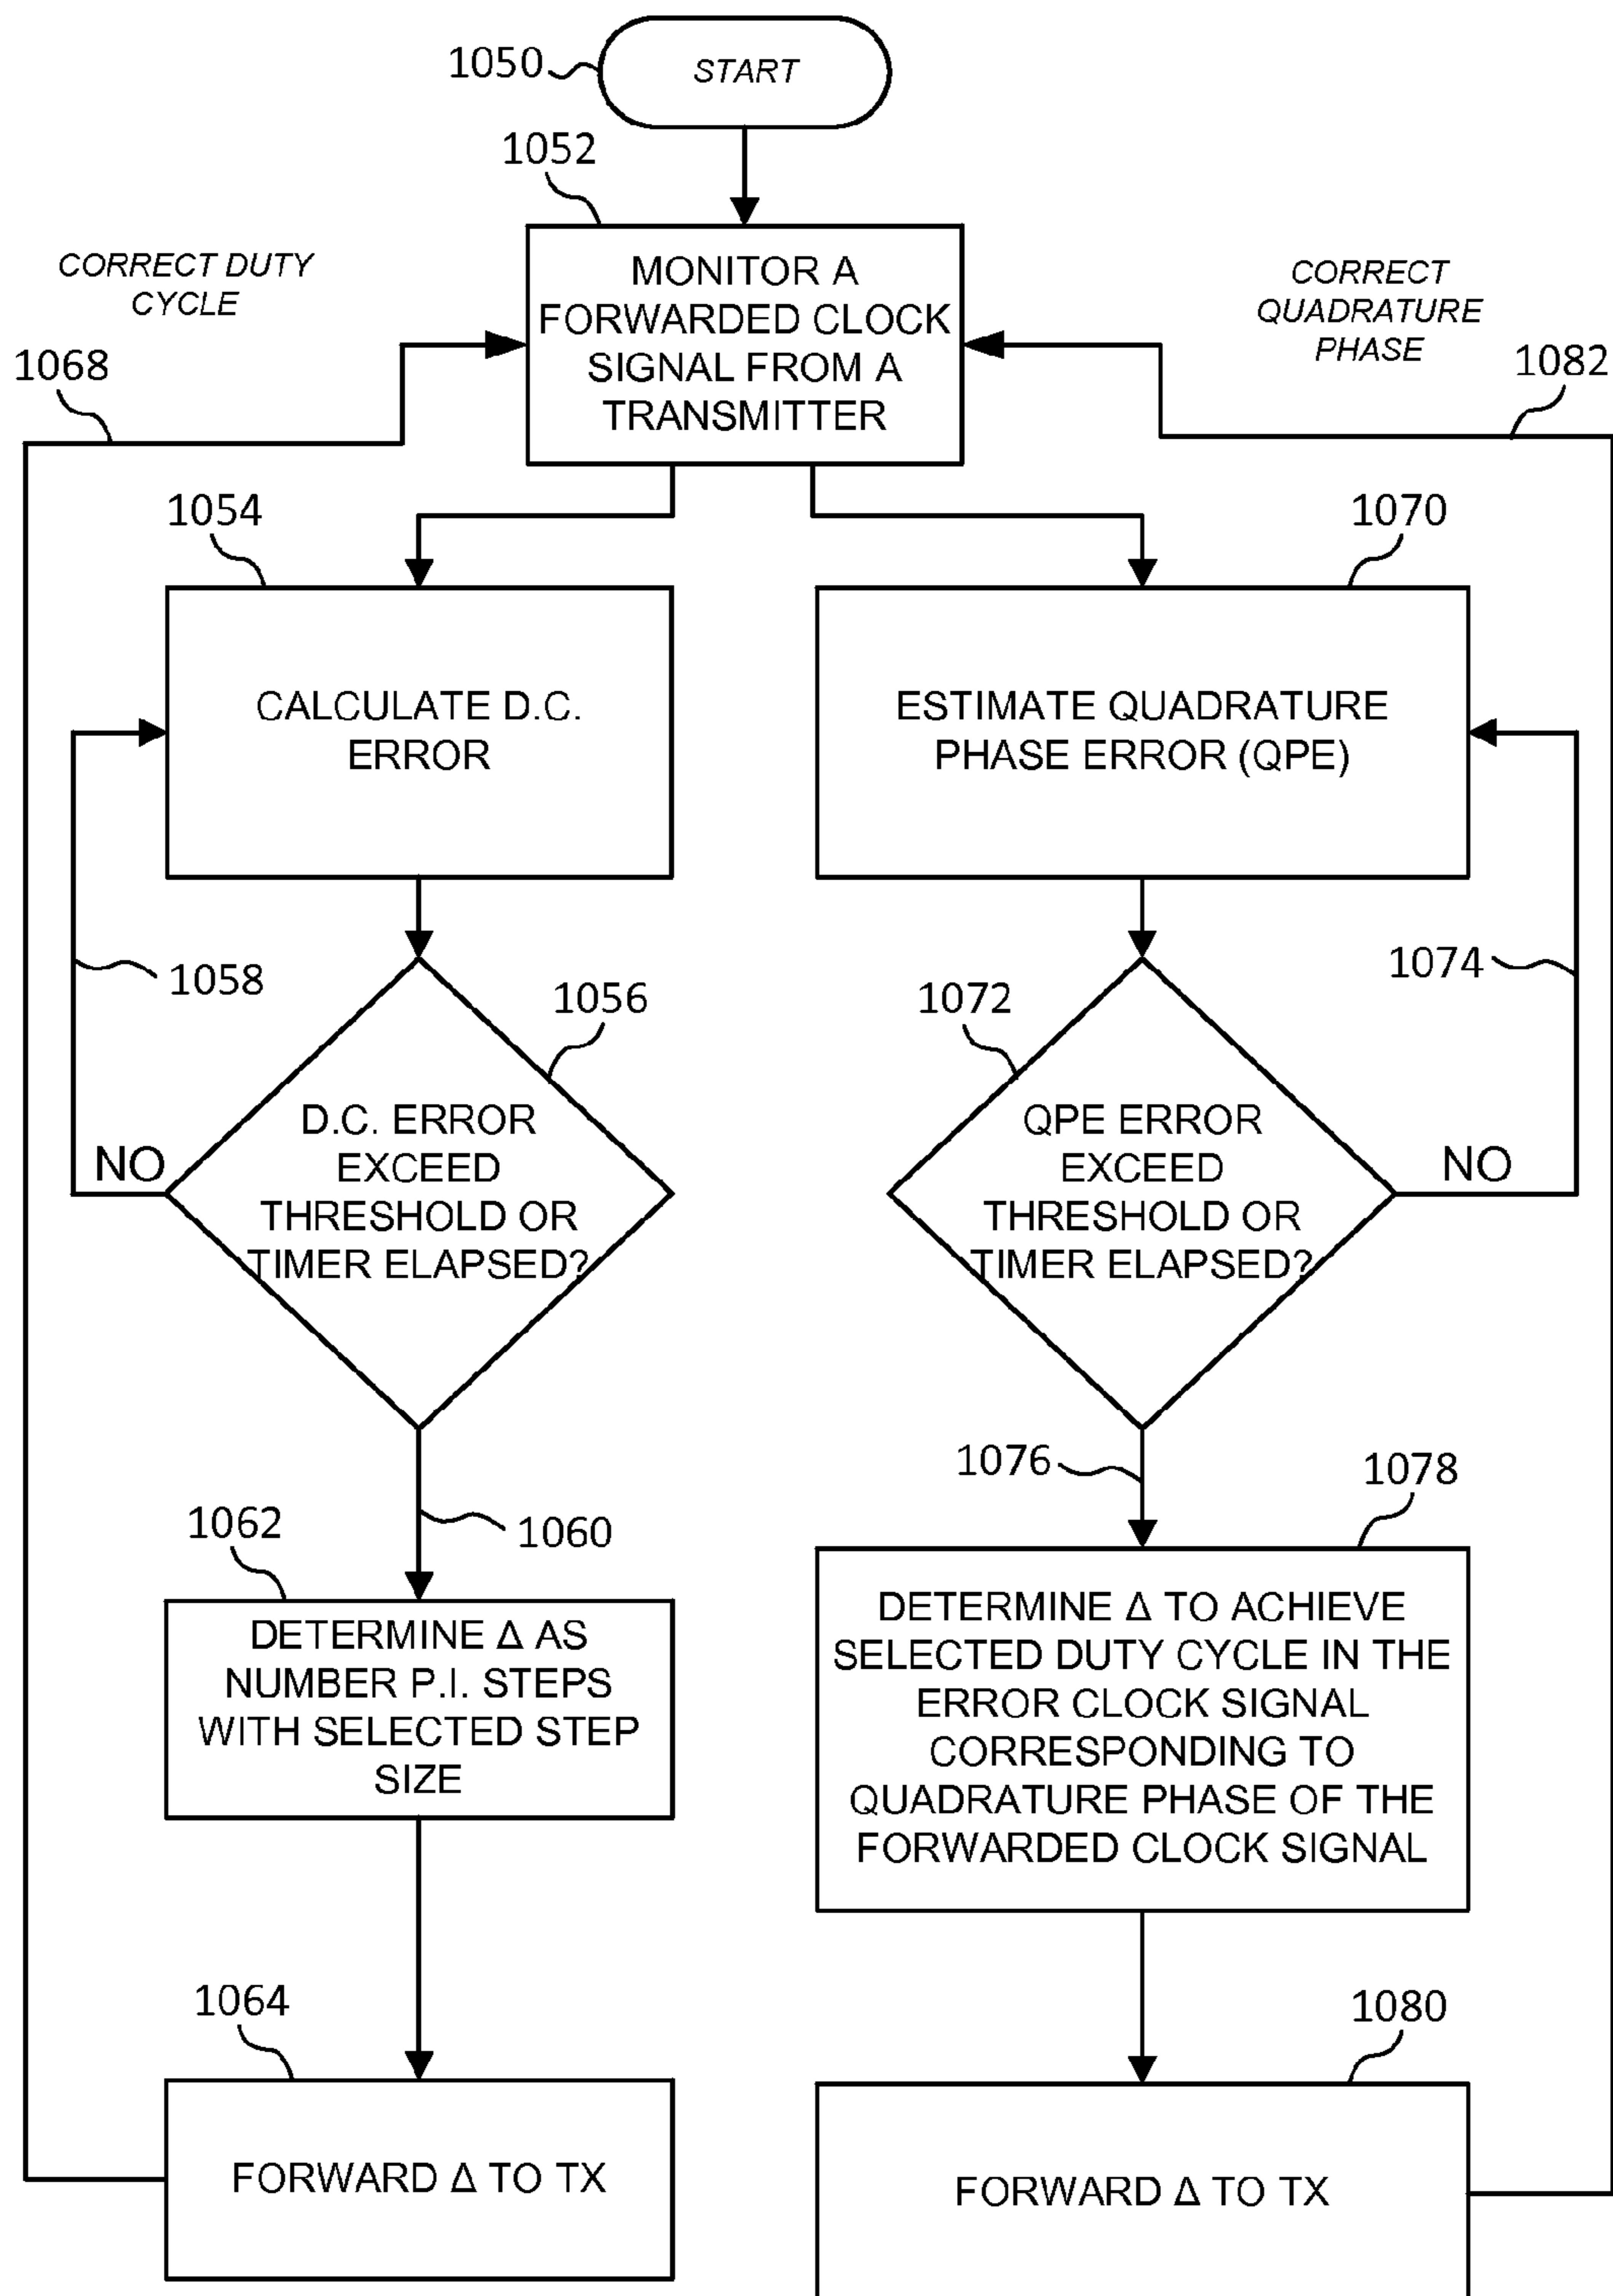 1050
START
1052
MONITOR A
FORWARDED CLOCK
SIGNAL FROM A
TRANSMITTER
CORRECT DUTY
CYCLE
CORRECT
QUADRATURE
PHASE
1068
1082
1054
1070
CALCULATE D.C.
ERROR
ESTIMATE QUADRATURE
PHASE ERROR (QPE)
1058
1074
1056
1072
D.C. ERROR
EXCEED
THRESHOLD OR
TIMER ELAPSED?
NO
QPE ERROR
EXCEED
THRESHOLD OR
TIMER ELAPSED?
NO
1076
1078
1062
1060
DETERMINE Δ AS
NUMBER P.I. STEPS
WITH SELECTED STEP
SIZE
DETERMINE Δ TO ACHIEVE
SELECTED DUTY CYCLE IN THE
ERROR CLOCK SIGNAL
CORRESPONDING TO
QUADRATURE PHASE OF THE
FORWARDED CLOCK SIGNAL
1064
1080
FORWARD Δ TO TX
FORWARD Δ TO TX